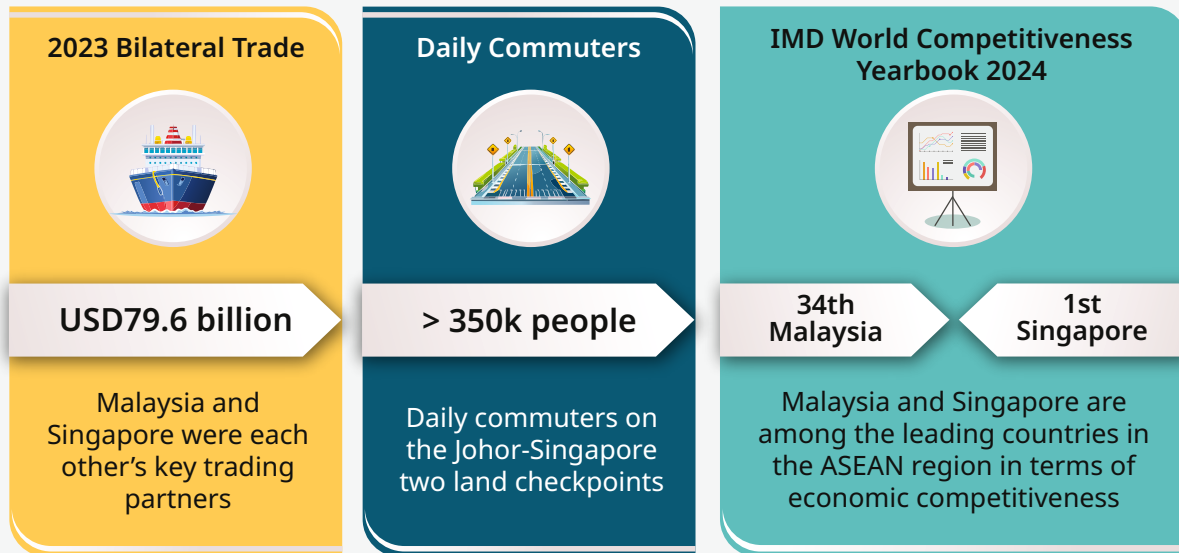 2023 Bilateral Trade
USD79.6 billion
Malaysia and
Singapore were each
other's key trading
partners
Daily Commuters
> 350k people
Daily commuters on
the Johor-Singapore
two land checkpoints
IMD World Competitiveness
Yearbook 2024
34th
Malaysia
1st
Singapore
Malaysia and Singapore are
among the leading countries in
the ASEAN region in terms of
economic competitiveness